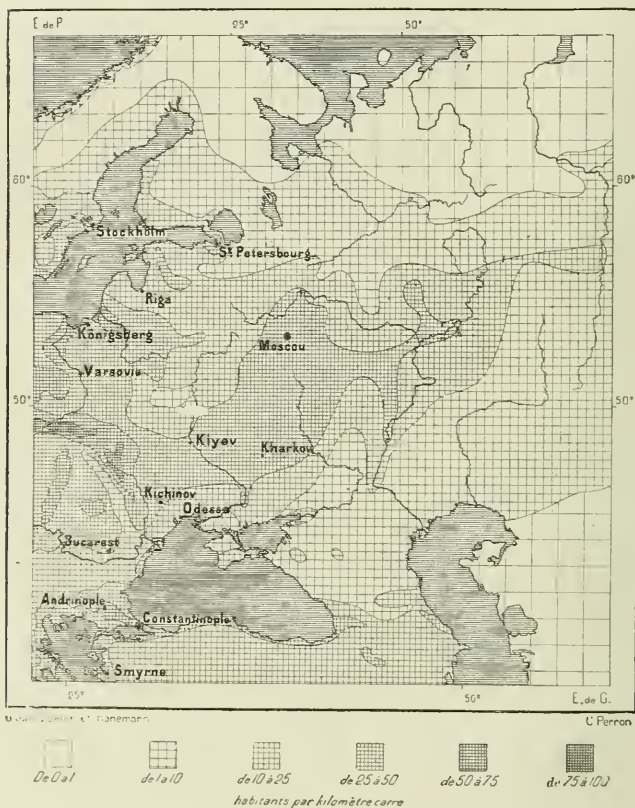 E. de P. 25° 50°
60° 60°
Stockholm
St Petersbourg
Riga
Königsberg
Moscou
Varsovie
50° 50°
Kiyev
Kharkov
Kichinov
Odessa
Bucarest
Andrinople
Constantinople
Smyrne
25° 50° E. de G.
C. Perron
De 0 à 1 de 1 à 10 de 10 à 25 de 25 à 50 de 50 à 75 de 75 à 100
habitants par kilomètre carré